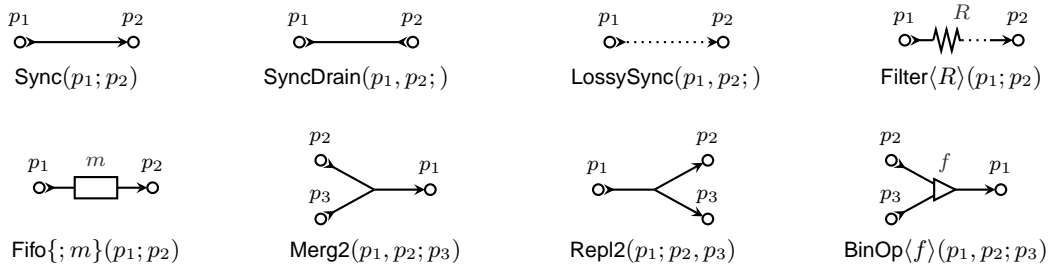 p₁ p₂ p₁ p₂ p₁ p₂ p₁ R p₂
Sync(p₁; p₂) SyncDrain(p₁, p₂; ) LossySync(p₁, p₂; ) Filter⟨R⟩(p₁; p₂)
p₂ p₂ p₂
p₁ m p₂ p₁ p₁ f p₁
p₃ p₃ p₃
Fifo{; m}(p₁; p₂) Merg2(p₁, p₂; p₃) Repl2(p₁; p₂, p₃) BinOp⟨f⟩(p₁, p₂; p₃)